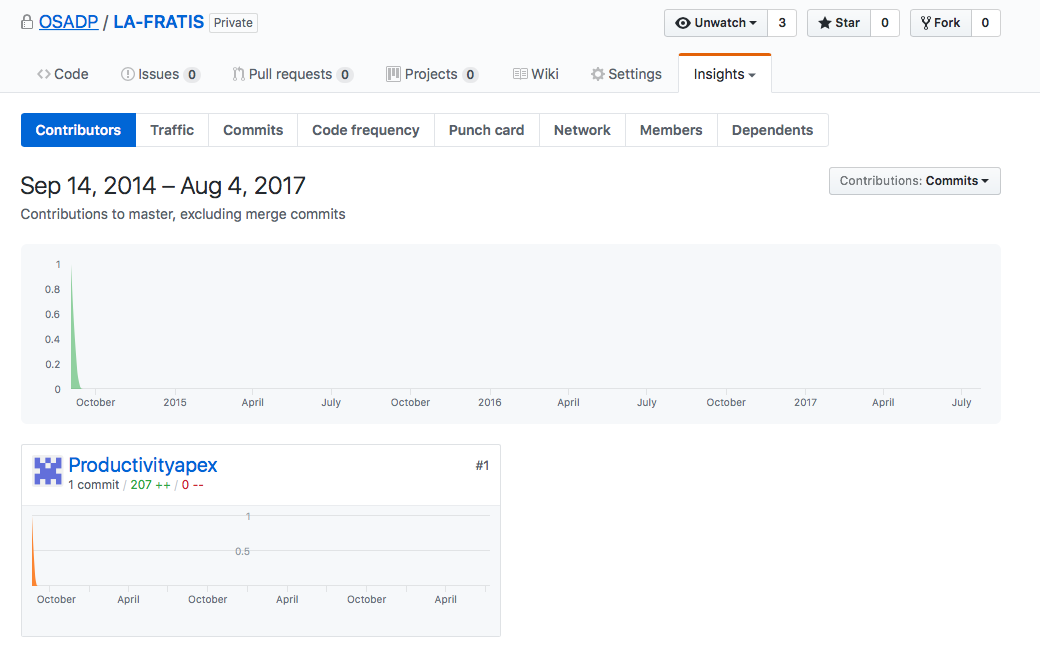 OSADP / LA-FRATIS Private Unwatch 3 Star 0 Fork 0
Code Issues 0 Pull requests 0 Projects 0 Wiki Settings Insights
Contributors Traffic Commits Code frequency Punch card Network Members Dependents
Sep 14, 2014 – Aug 4, 2017
Contributions: Commits
Contributions to master, excluding merge commits
1
0.8
0.6
0.4
0.2
0
October 2015 April July October 2016 April July October 2017 April July
Productivityapex #1
1 commit / 207 ++ / 0 --
1
0.5
October April October April October April